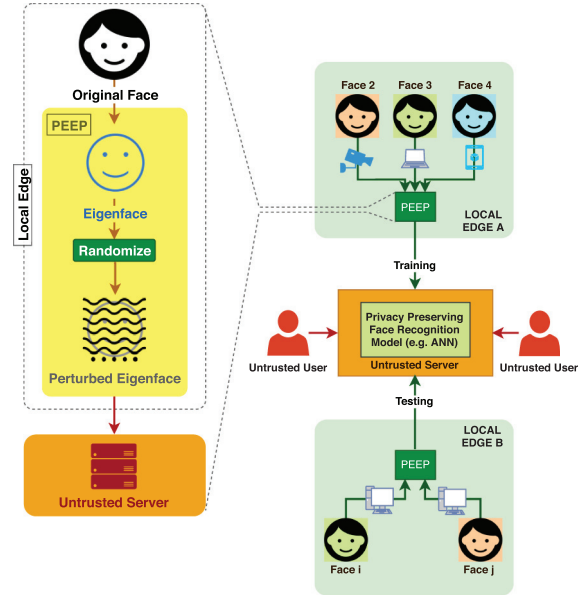 Original Face
PEEP
Local Edge
Eigenface
Randomize
Perturbed Eigenface
Untrusted Server
Face 2
Face 3
Face 4
PEEP
LOCAL
EDGE A
Training
Privacy Preserving
Face Recognition
Model (e.g. ANN)
Untrusted Server
Untrusted User
Untrusted User
Testing
LOCAL
EDGE B
PEEP
Face i
Face j